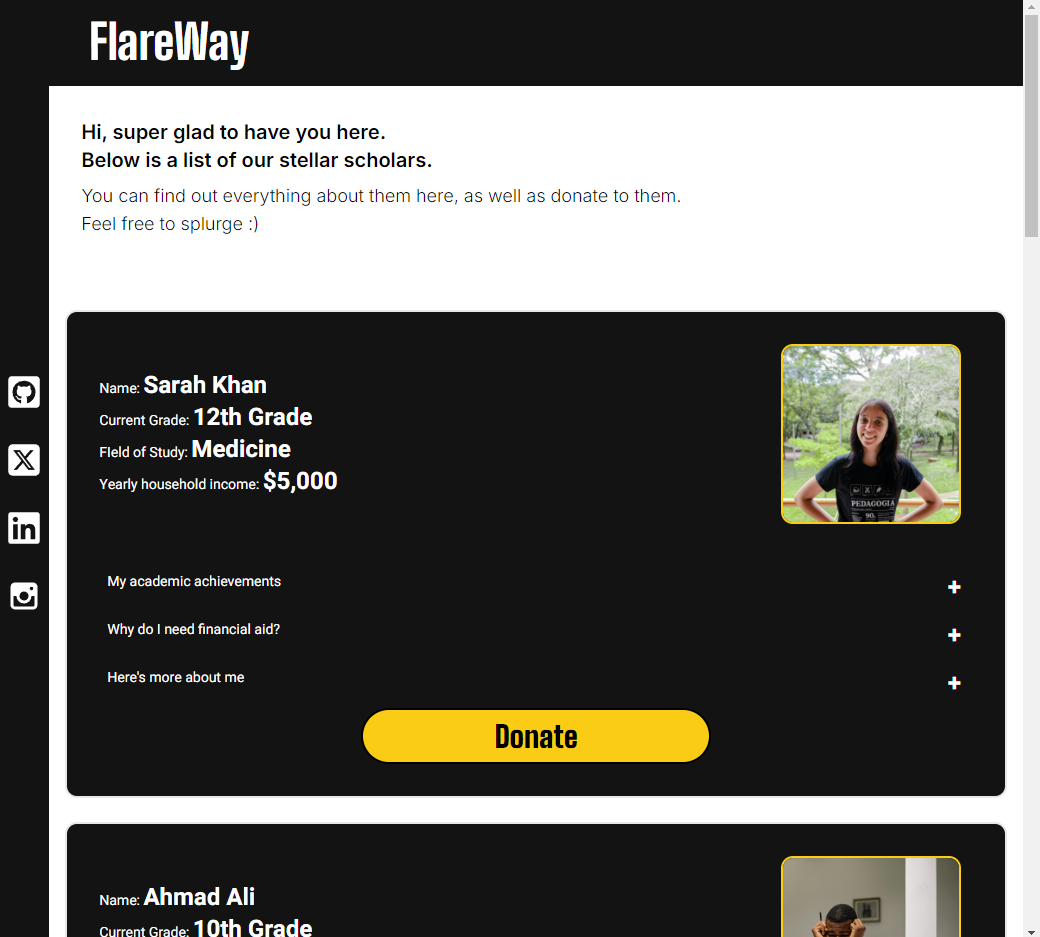 FlareWay
Hi, super glad to have you here.
Below is a list of our stellar scholars.
You can find out everything about them here, as well as donate to them.
Feel free to splurge :)
Name: Sarah Khan
Current Grade: 12th Grade
FIeld of Study: Medicine
Yearly household income: $5,000
PEDAGOGIA
90
My academic achievements
+
Why do I need financial aid?
+
Here's more about me
+
Donate
Name: Ahmad Ali
Current Grade: 10th Grade